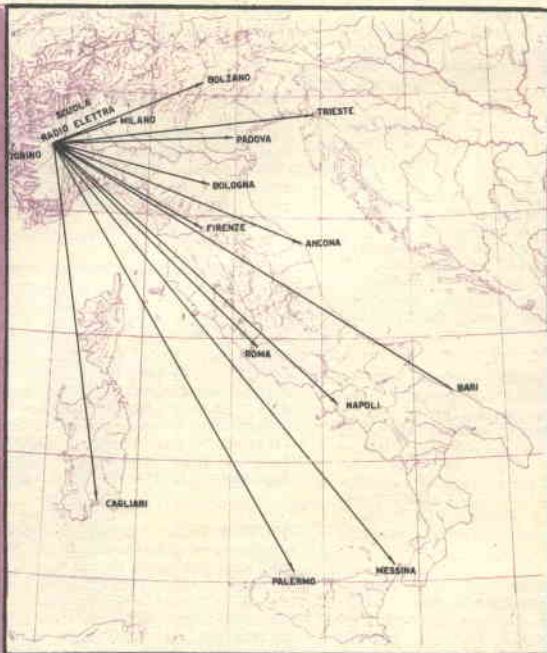 BOLZANO
SCUOLA
RADIO ELETTRA
MILANO
TRIESTE
PADOVA
TORINO
BOLOGNA
FIRENZE
ANCONA
ROMA
BARI
NAPOLI
CAGLIARI
MESSINA
PALERMO